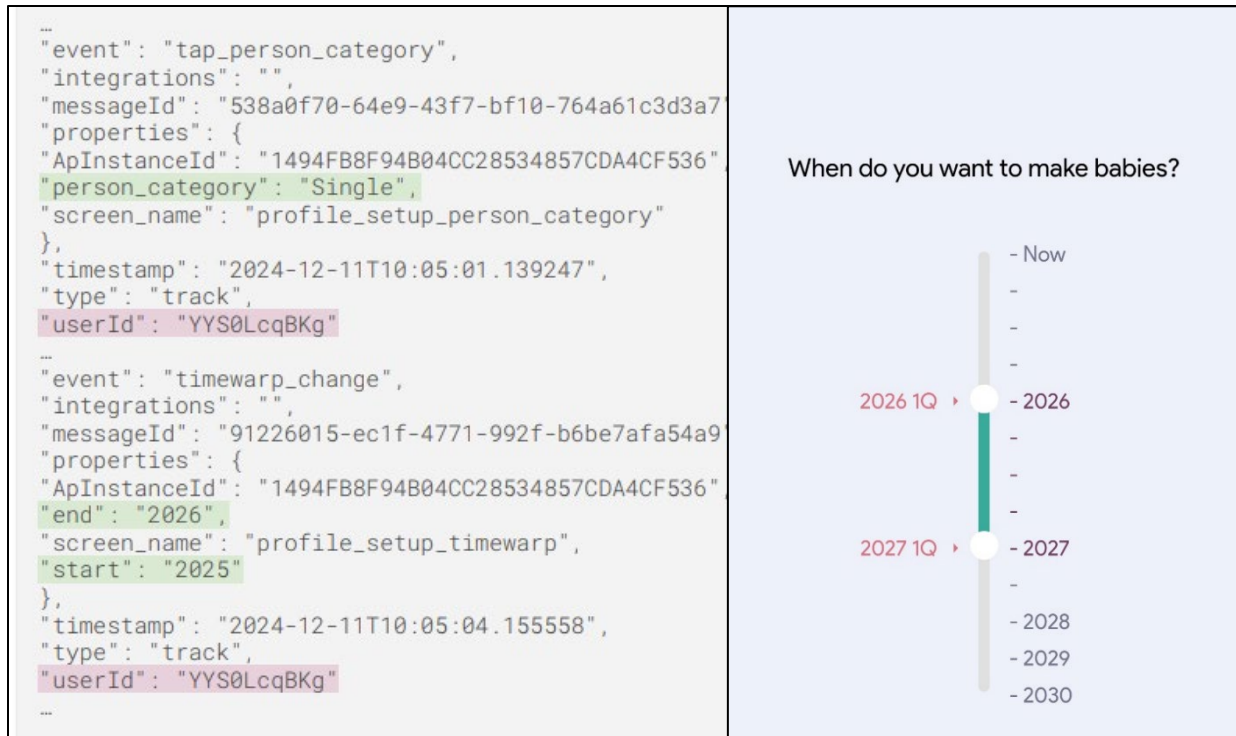 …
"event": "tap_person_category",
"integrations": "",
"messageId": "538a0f70-64e9-43f7-bf10-764a61c3d3a7"
"properties": {
"ApInstanceId": "1494FB8F94B04CC28534857CDA4CF536",
"person_category": "Single",
"screen_name": "profile_setup_person_category"
},
"timestamp": "2024-12-11T10:05:01.139247",
"type": "track",
"userId": "YYS0LcqBKg"
…
"event": "timewarp_change",
"integrations": "",
"messageId": "91226015-ec1f-4771-992f-b6be7afa54a9"
"properties": {
"ApInstanceId": "1494FB8F94B04CC28534857CDA4CF536",
"end": "2026",
"screen_name": "profile_setup_timewarp",
"start": "2025"
},
"timestamp": "2024-12-11T10:05:04.155558",
"type": "track",
"userId": "YYS0LcqBKg"
…
When do you want to make babies?
- Now
-
-
-
2026 1Q - 2026
-
-
-
2027 1Q - 2027
-
- 2028
- 2029
- 2030